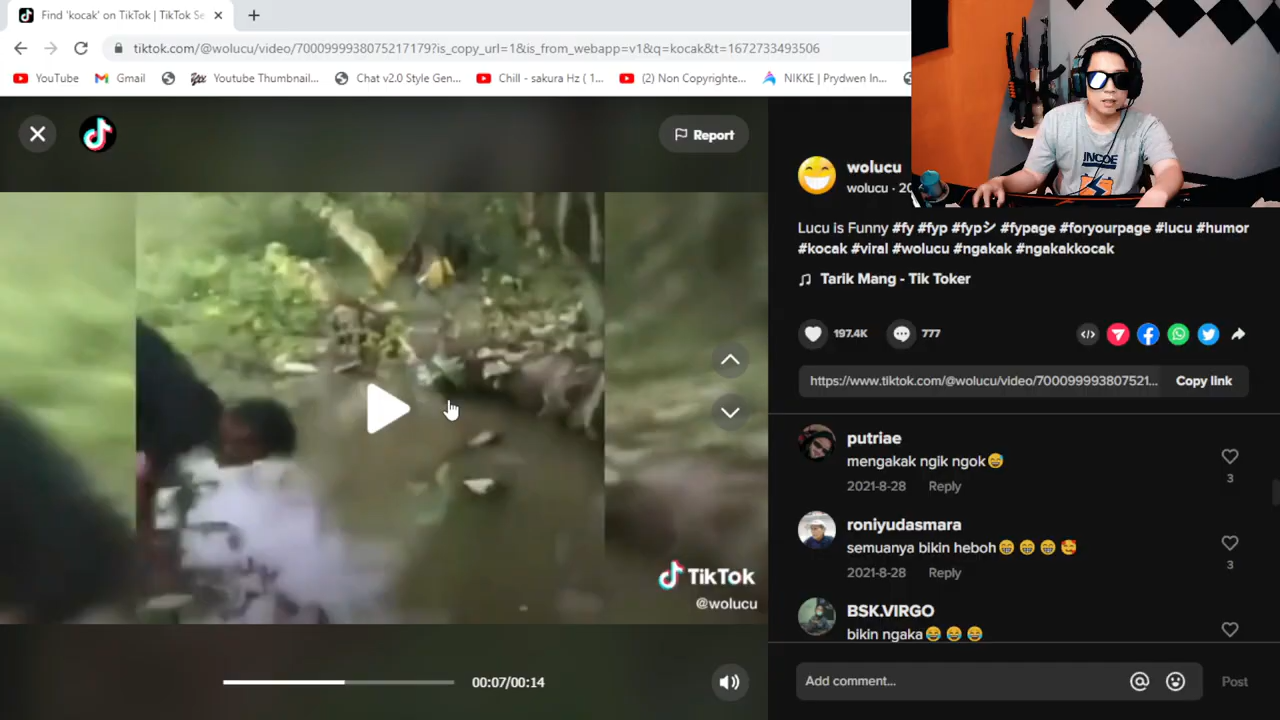 Find 'kocak' on TikTok | TikTok Se
tiktok.com/@wolucu/video/7000999938075217179?is_copy_url=1&is_from_webapp=v1&q=kocak&t=1672733493506
YouTube
Gmail
Youtube Thumbnail...
Chat v2.0 Style Gen...
Chill - sakura Hz ( 1...
(2) Non Copyrighte...
NIKKE | Prydwen In...
Report
wolucu
wolucu · 20
Lucu is Funny #fy #fyp #fypシ #fypage #foryourpage #lucu #humor
#kocak #viral #wolucu #ngakak #ngakakkocak
Tarik Mang - Tik Toker
197.4K
777
https://www.tiktok.com/@wolucu/video/700099993807521...
Copy link
putriae
mengakak ngik ngok😅
2021-8-28 Reply
3
roniyudasmara
semuanya bikin heboh😁😁😁🥰
2021-8-28 Reply
3
BSK.VIRGO
bikin ngaka😂😂😂
TikTok
@wolucu
00:07/00:14
Add comment...
Post